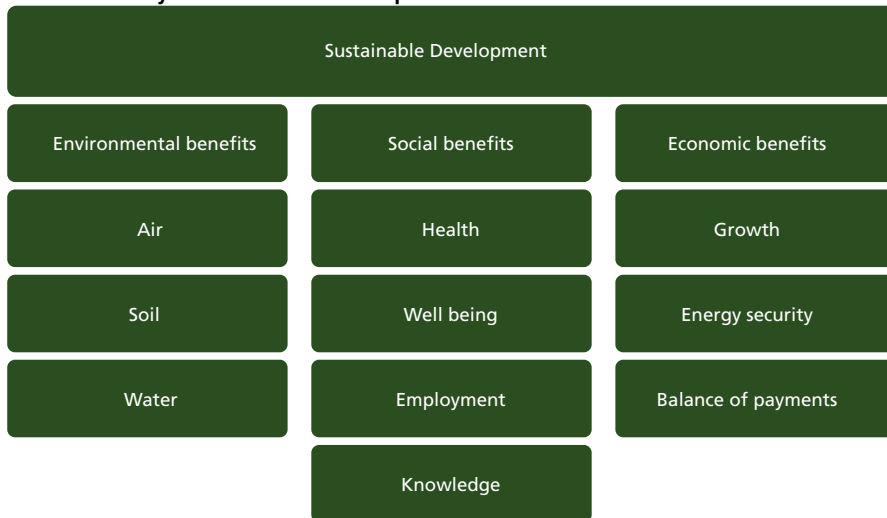 Sustainable Development
Environmental benefits
Social benefits
Economic benefits
Air
Health
Growth
Soil
Well being
Energy security
Water
Employment
Balance of payments
Knowledge